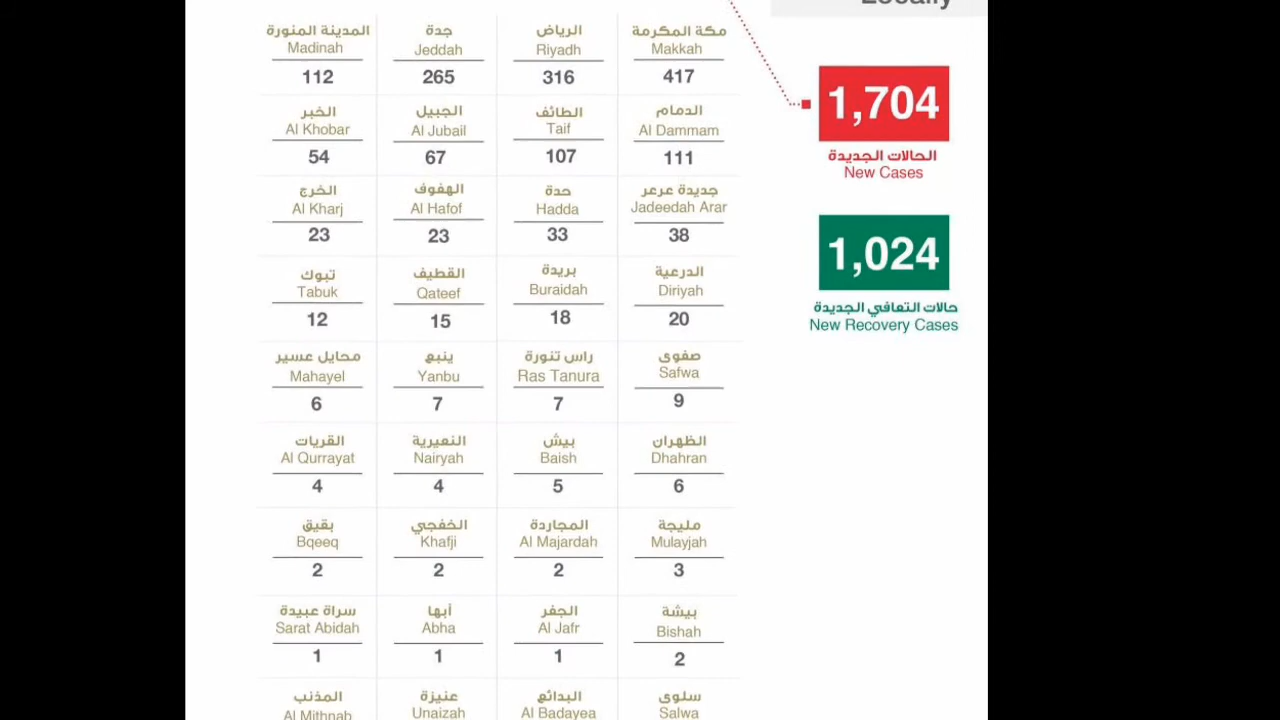 Locally
مكة المكرمة
Makkah
417
الرياض
Riyadh
316
جدة
Jeddah
265
المدينة المنورة
Madinah
112
الدمام
Al Dammam
111
الطائف
Taif
107
الجبيل
Al Jubail
67
الخبر
Al Khobar
54
جديدة عرعر
Jadeedah Arar
38
حدة
Hadda
33
الهفوف
Al Hafof
23
الخرج
Al Kharj
23
الدرعية
Diriyah
20
بريدة
Buraidah
18
القطيف
Qateef
15
تبوك
Tabuk
12
صفوى
Safwa
9
راس تنورة
Ras Tanura
7
ينبع
Yanbu
7
محايل عسير
Mahayel
6
الظهران
Dhahran
6
بيش
Baish
5
النعيرية
Nairyah
4
القريات
Al Qurrayat
4
مليجة
Mulayjah
3
المجاردة
Al Majardah
2
الخفجي
Khafji
2
بقيق
Bqeeq
2
بيشة
Bishah
2
الجفر
Al Jafr
1
أبها
Abha
1
سراة عبيدة
Sarat Abidah
1
سلوى
Salwa
البدائع
Al Badayea
عنيزة
Unaizah
المذنب
Al Mithnab
1,704
الحالات الجديدة
New Cases
1,024
حالات التعافي الجديدة
New Recovery Cases